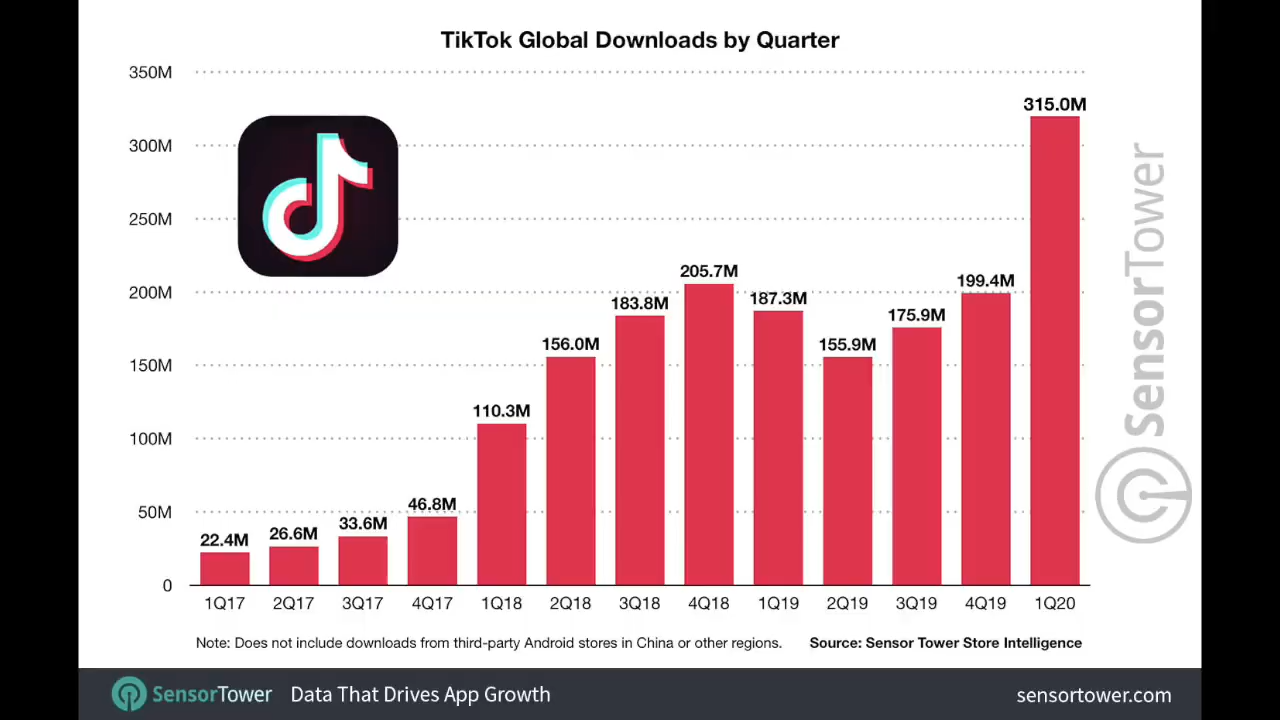 TikTok Global Downloads by Quarter
350M
300M
250M
200M
150M
100M
50M
0
22.4M
26.6M
33.6M
46.8M
110.3M
156.0M
183.8M
205.7M
187.3M
155.9M
175.9M
199.4M
315.0M
1Q17 2Q17 3Q17 4Q17 1Q18 2Q18 3Q18 4Q18 1Q19 2Q19 3Q19 4Q19 1Q20
SensorTower
Note: Does not include downloads from third-party Android stores in China or other regions. Source: Sensor Tower Store Intelligence
SensorTower Data That Drives App Growth sensortower.com